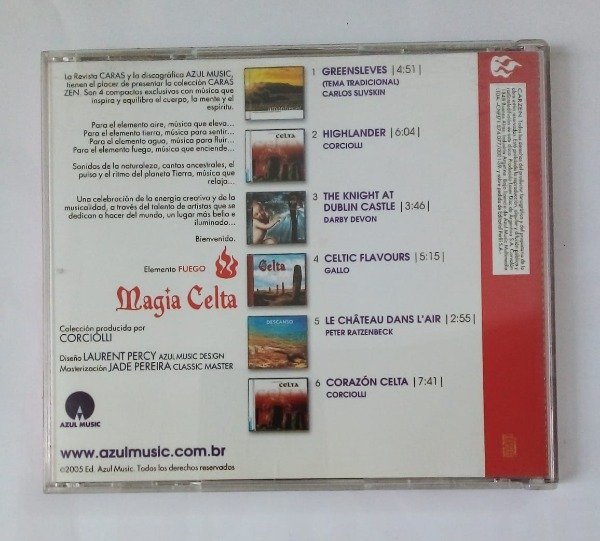 La Revista CARAS y la discográfica AZUL MUSIC,
tienen el placer de presentar la colección CARAS
ZEN. Son 4 compactos exclusivos con música que
inspira y equilibra el cuerpo, la mente y el
espíritu.
Para el elemento aire, música que eleva...
Para el elemento tierra, música para sentir...
Para el elemento agua, música para fluir...
Para el elemento fuego, música que enciende...
Sonidos de la naturaleza, cantos ancestrales, el
pulso y el ritmo del planeta Tierra, música que
relaja...
Una celebración de la energía creativa y de la
musicalidad, a través del talento de artistas que se
dedican a hacer del mundo, un lugar más bello e
iluminado...
Bienvenido.
Elemento FUEGO
Magia Celta
Colección producida por
CORCIÓLLI
Diseño LAURENT PERCY AZUL MUSIC DESIGN
Masterización JADE PEREIRA CLASSIC MASTER
AZUL MUSIC
www.azulmusic.com.br
©2005 Ed. Azul Music. Todos los derechos reservados
1 GREENSLEVES |4:51|
(TEMA TRADICIONAL)
CARLOS SLIVSKIN
CELTA
2 HIGHLANDER |6:04|
CORCIOLLI
3 THE KNIGHT AT
DUBLIN CASTLE |3:46|
DARBY DEVON
Celta
4 CELTIC FLAVOURS |5:15|
GALLO
DESCANSO
5 LE CHÂTEAU DANS L'AIR |2:55|
PETER RATZENBECK
CELTA
6 CORAZÓN CELTA |7:41|
CORCIOLLI